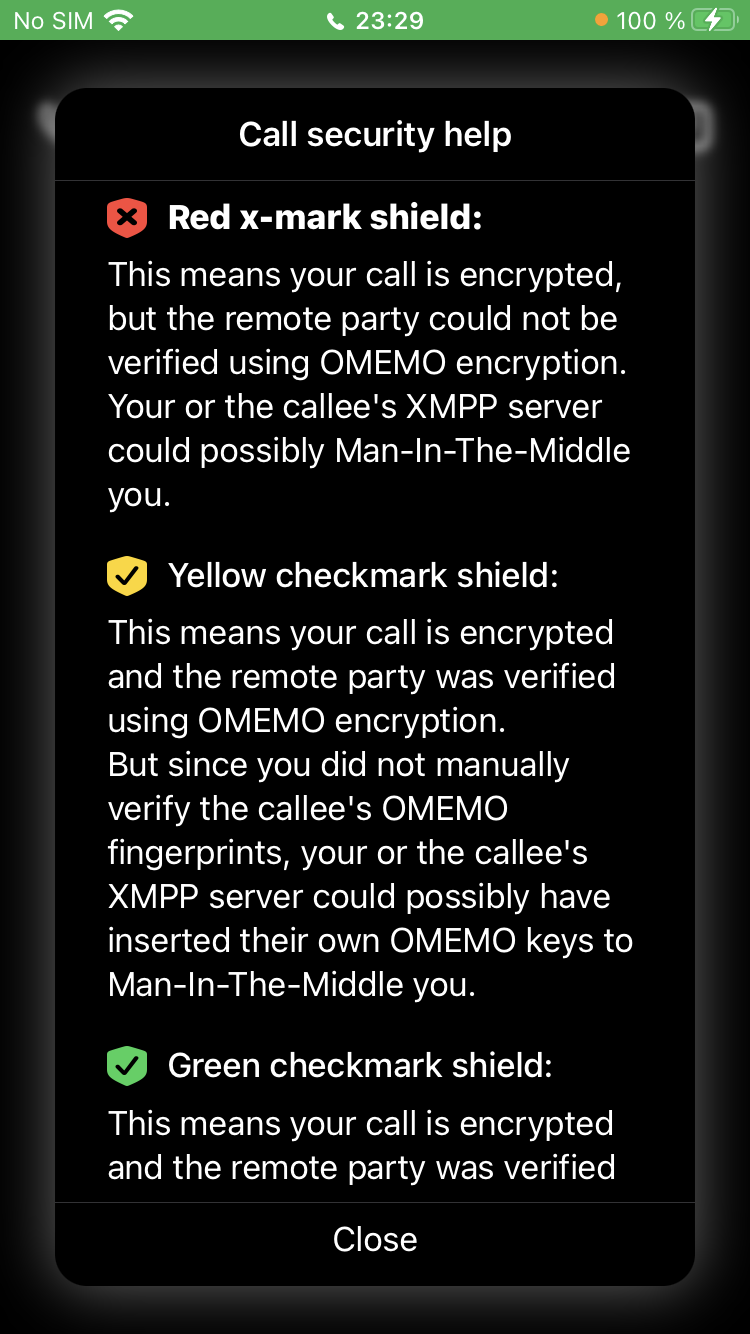 No SIM 23:29 100 %
Call security help
Red x-mark shield:
This means your call is encrypted,
but the remote party could not be
verified using OMEMO encryption.
Your or the callee's XMPP server
could possibly Man-In-The-Middle
you.
Yellow checkmark shield:
This means your call is encrypted
and the remote party was verified
using OMEMO encryption.
But since you did not manually
verify the callee's OMEMO
fingerprints, your or the callee's
XMPP server could possibly have
inserted their own OMEMO keys to
Man-In-The-Middle you.
Green checkmark shield:
This means your call is encrypted
and the remote party was verified
Close